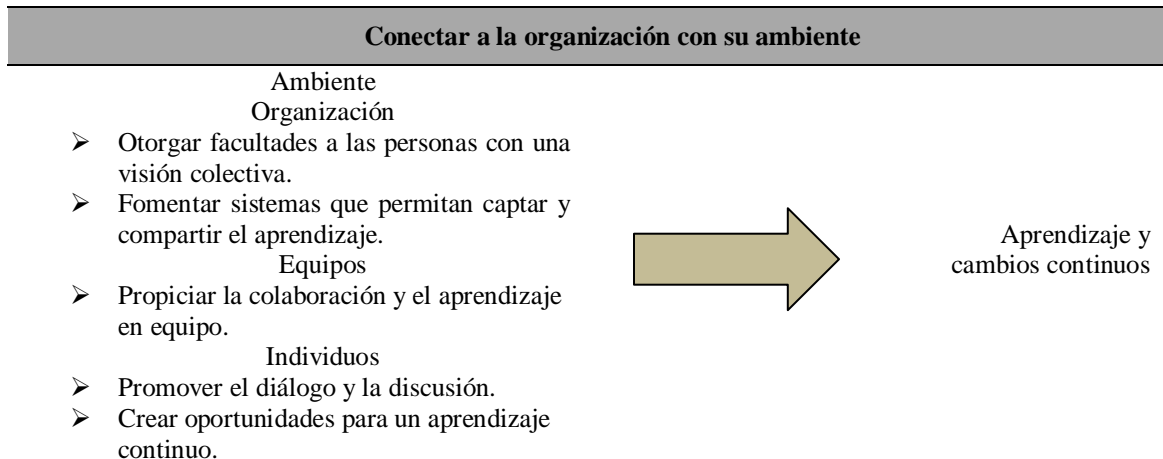 Conectar a la organización con su ambiente
Ambiente
Organización
➢ Otorgar facultades a las personas con una
visión colectiva.
➢ Fomentar sistemas que permitan captar y
compartir el aprendizaje.
Equipos
➢ Propiciar la colaboración y el aprendizaje
en equipo.
Individuos
➢ Promover el diálogo y la discusión.
➢ Crear oportunidades para un aprendizaje
continuo.
Aprendizaje y
cambios continuos